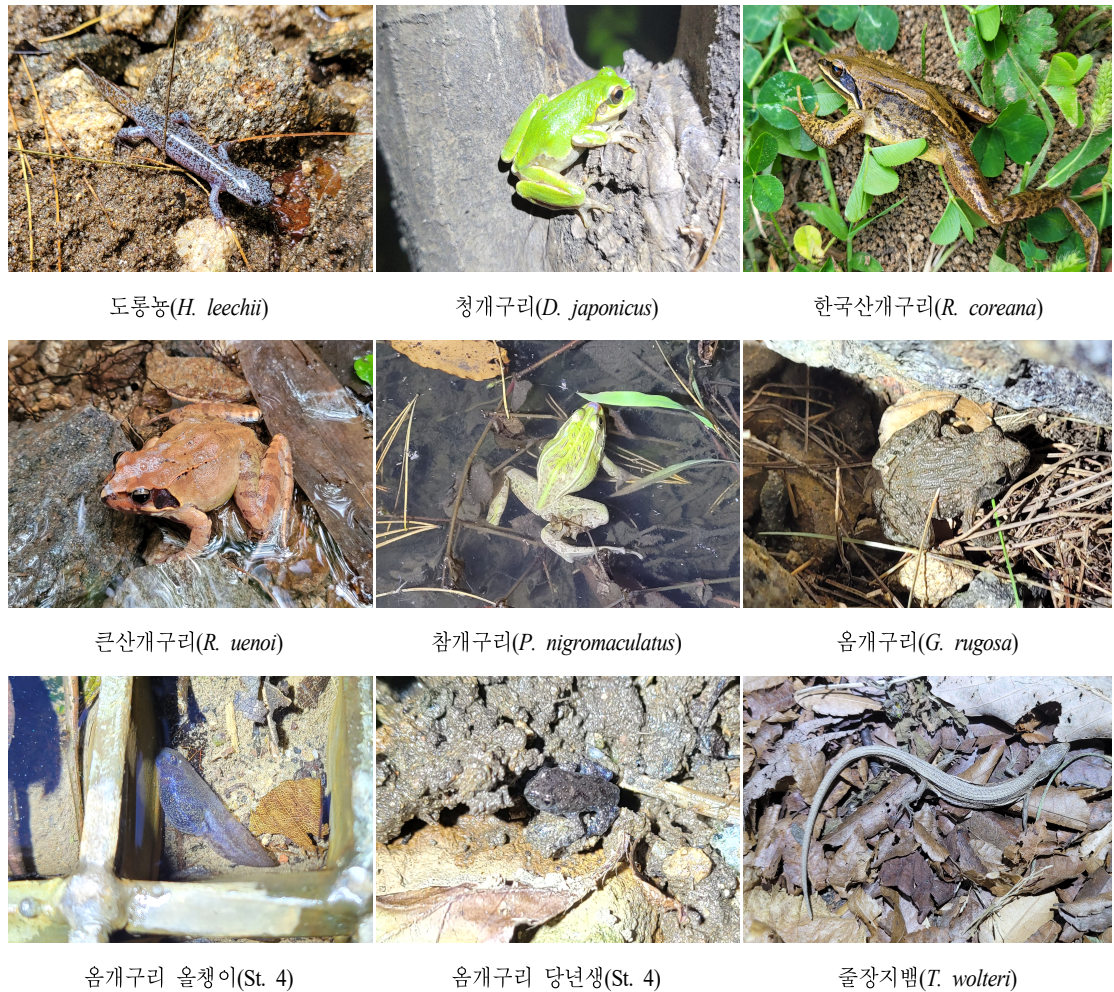 도롱뇽(H. leechii)
청개구리(D. japonicus)
한국산개구리(R. coreana)
큰산개구리(R. uenoi)
참개구리(P. nigromaculatus)
옴개구리(G. rugosa)
옴개구리 올챙이(St. 4)
옴개구리 당년생(St. 4)
줄장지뱀(T. wolteri)